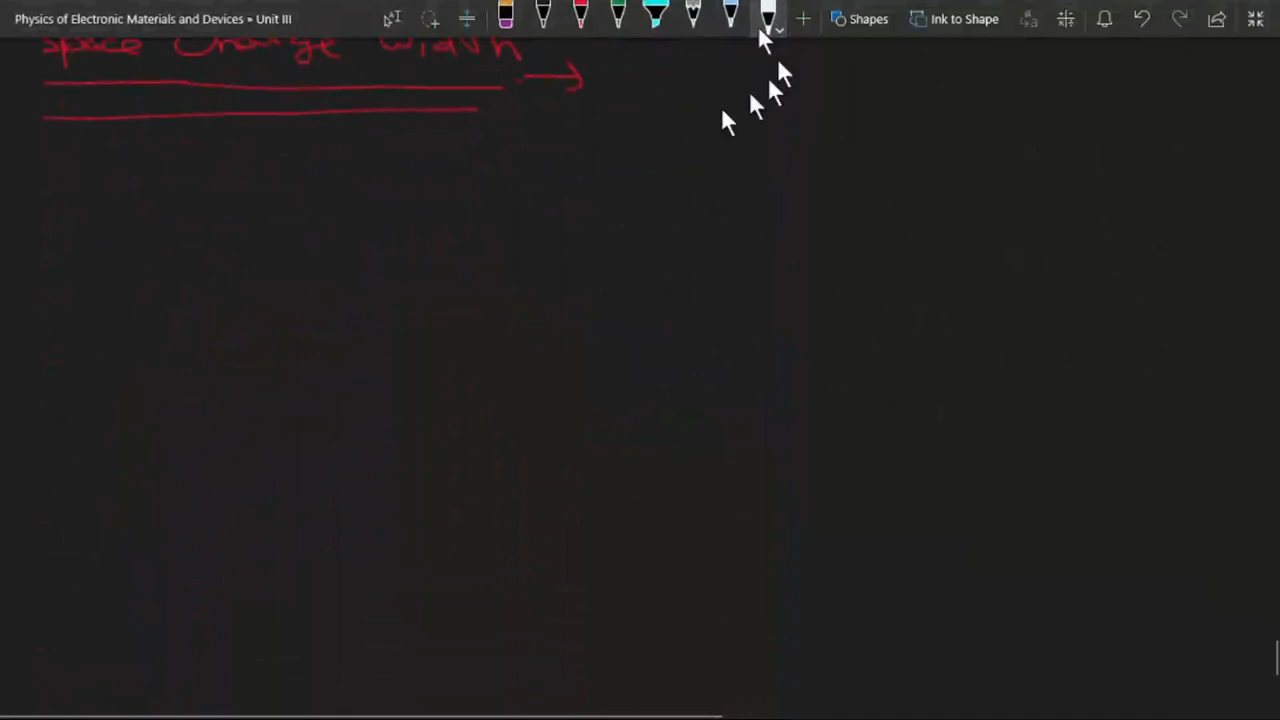 Physics of Electronic Materials and Devices » Unit III
Shapes
Ink to Shape
space charge width →